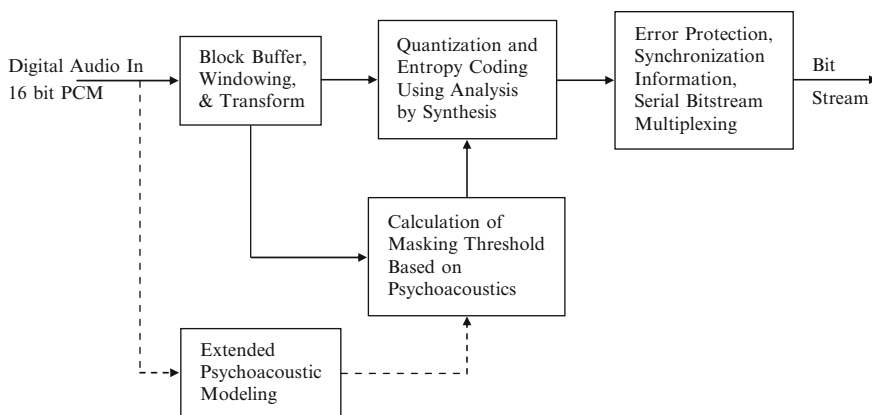 Digital Audio In
16 bit PCM
Block Buffer,
Windowing,
& Transform
Quantization and
Entropy Coding
Using Analysis
by Synthesis
Error Protection,
Synchronization
Information,
Serial Bitstream
Multiplexing
Bit
Stream
Calculation of
Masking Threshold
Based on
Psychoacoustics
Extended
Psychoacoustic
Modeling